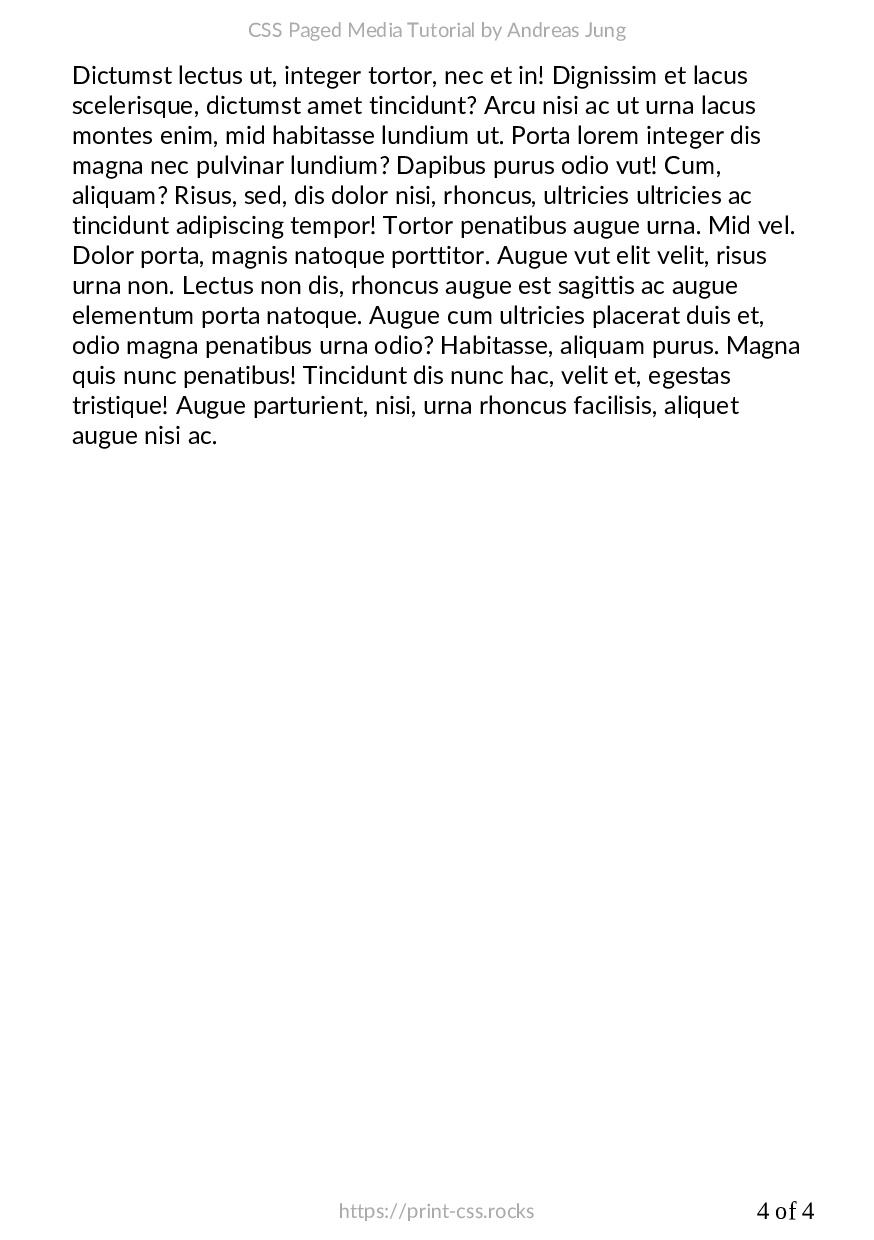 CSS Paged Media Tutorial by Andreas Jung
Dictumst lectus ut, integer tortor, nec et in! Dignissim et lacus
scelerisque, dictumst amet tincidunt? Arcu nisi ac ut urna lacus
montes enim, mid habitasse lundium ut. Porta lorem integer dis
magna nec pulvinar lundium? Dapibus purus odio vut! Cum,
aliquam? Risus, sed, dis dolor nisi, rhoncus, ultricies ultricies ac
tincidunt adipiscing tempor! Tortor penatibus augue urna. Mid vel.
Dolor porta, magnis natoque porttitor. Augue vut elit velit, risus
urna non. Lectus non dis, rhoncus augue est sagittis ac augue
elementum porta natoque. Augue cum ultricies placerat duis et,
odio magna penatibus urna odio? Habitasse, aliquam purus. Magna
quis nunc penatibus! Tincidunt dis nunc hac, velit et, egestas
tristique! Augue parturient, nisi, urna rhoncus facilisis, aliquet
augue nisi ac.
https://print-css.rocks
4 of 4